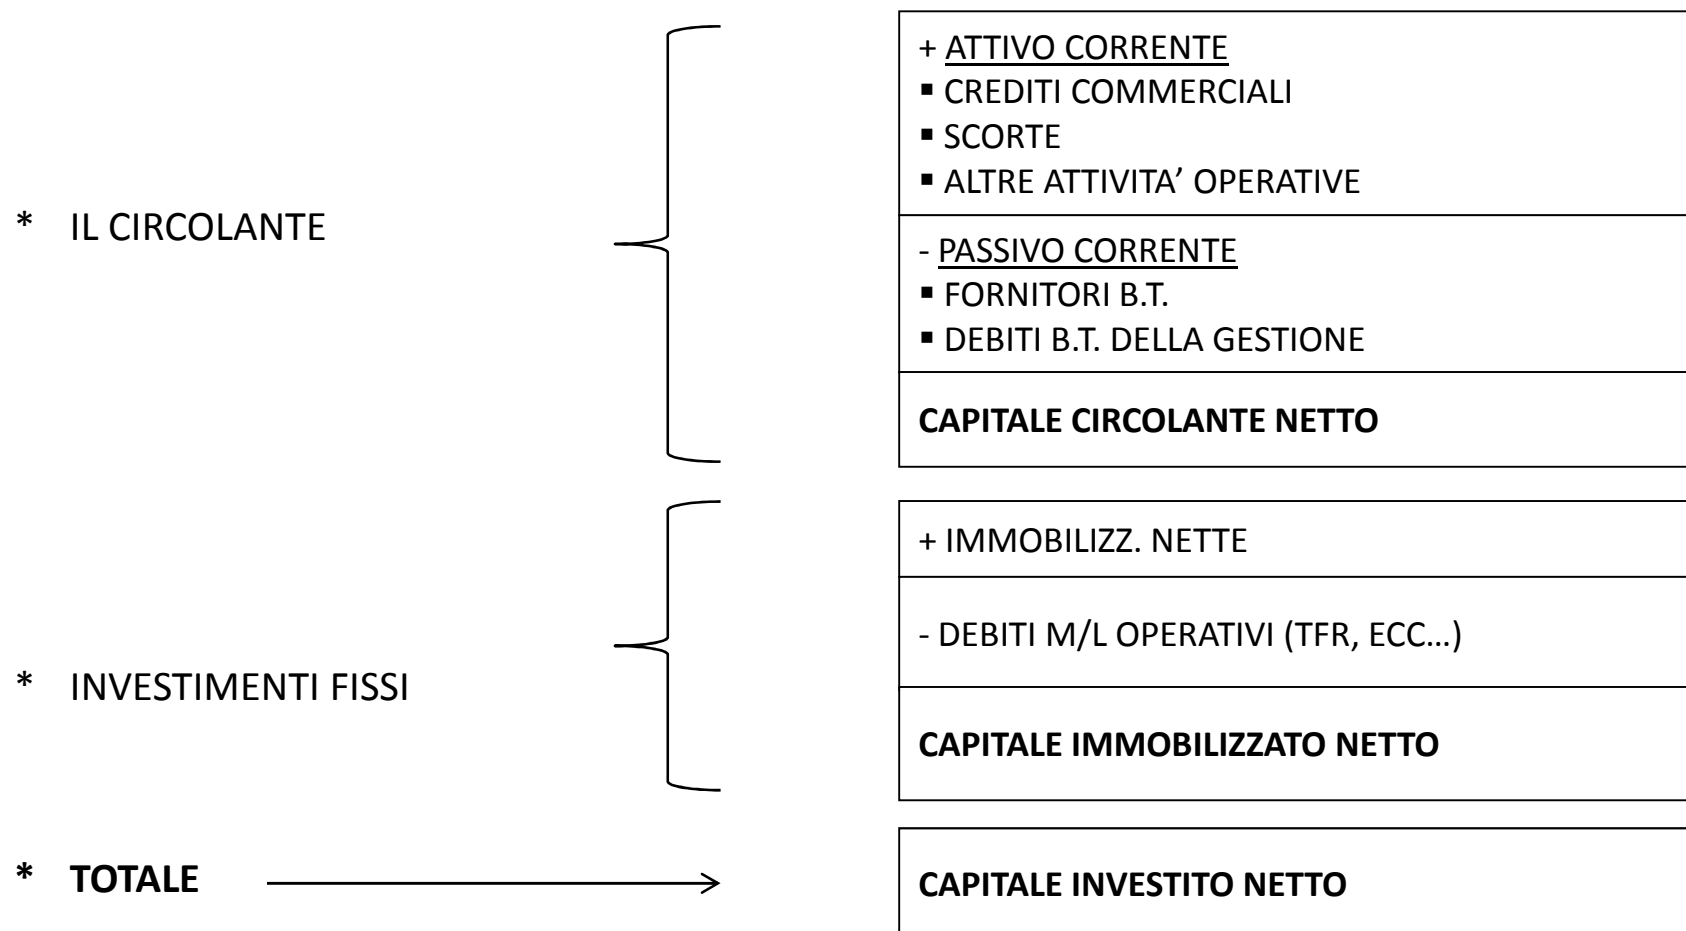 * IL CIRCOLANTE
+ ATTIVO CORRENTE
▪ CREDITI COMMERCIALI
▪ SCORTE
▪ ALTRE ATTIVITA’ OPERATIVE
- PASSIVO CORRENTE
▪ FORNITORI B.T.
▪ DEBITI B.T. DELLA GESTIONE
CAPITALE CIRCOLANTE NETTO
* INVESTIMENTI FISSI
+ IMMOBILIZZ. NETTE
- DEBITI M/L OPERATIVI (TFR, ECC…)
CAPITALE IMMOBILIZZATO NETTO
* TOTALE
CAPITALE INVESTITO NETTO